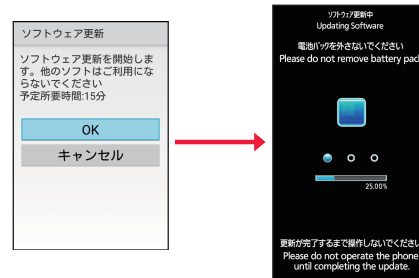 ソフトウェア更新
ソフトウェア更新を開始しま
す。他のソフトはご利用にな
らないでください
予定所要時間:15分
OK
キャンセル
ソフトウェア更新中
Updating Software
電池パックを外さないでください
Please do not remove battery pack
25.00%
更新が完了するまで操作しないでください
Please do not operate the phone
until completing the update.